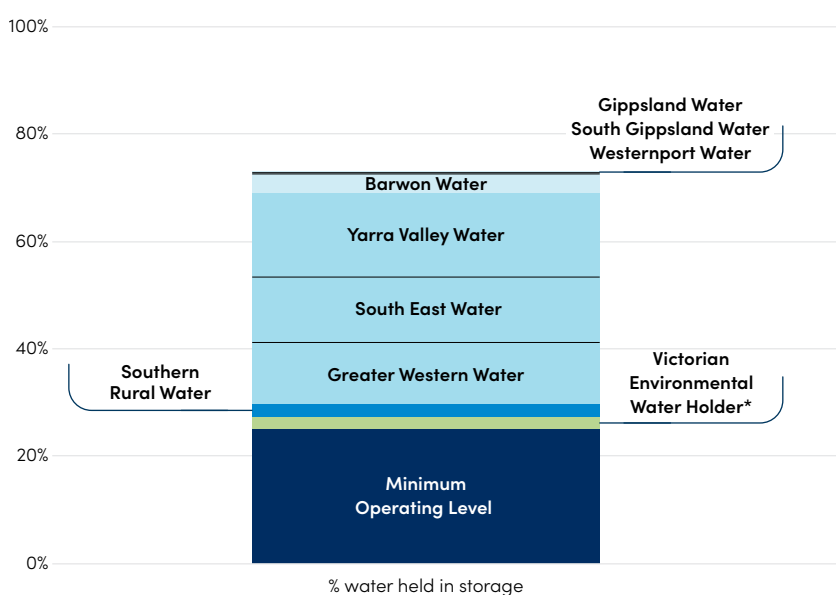 100%
Gippsland Water
80%
South Gippsland Water
Westernport Water
Barwon Water
Yarra Valley Water
60%
South East Water
40%
Southern
Rural Water
Greater Western Water
Victorian
Environmental
Water Holder*
20%
Minimum
Operating Level
0%
% water held in storage